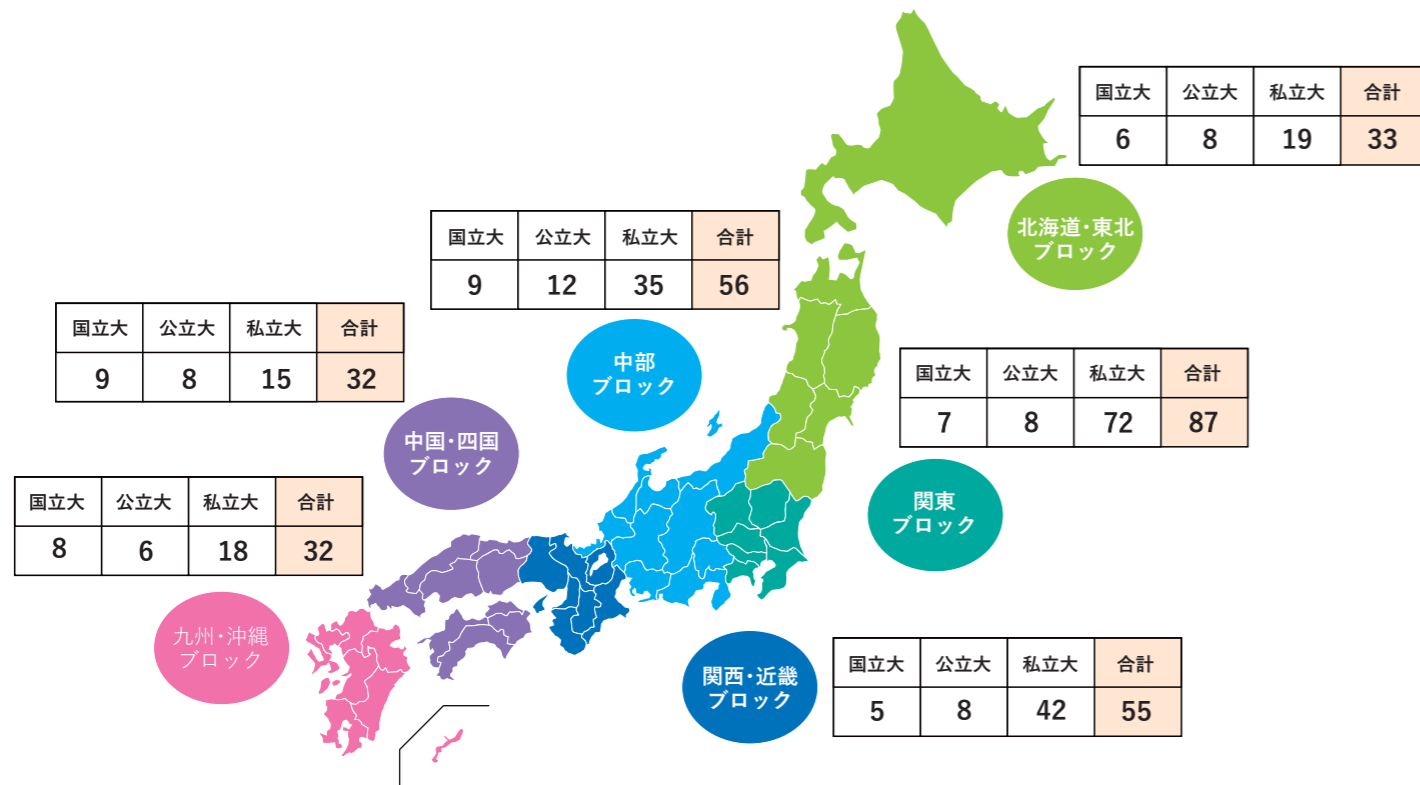 国立大 公立大 私立大 合計
6 8 19 33
北海道・東北
ブロック
国立大 公立大 私立大 合計
9 12 35 56
中部
ブロック
国立大 公立大 私立大 合計
9 8 15 32
中国・四国
ブロック
国立大 公立大 私立大 合計
7 8 72 87
関東
ブロック
国立大 公立大 私立大 合計
8 6 18 32
九州・沖縄
ブロック
関西・近畿
ブロック
国立大 公立大 私立大 合計
5 8 42 55